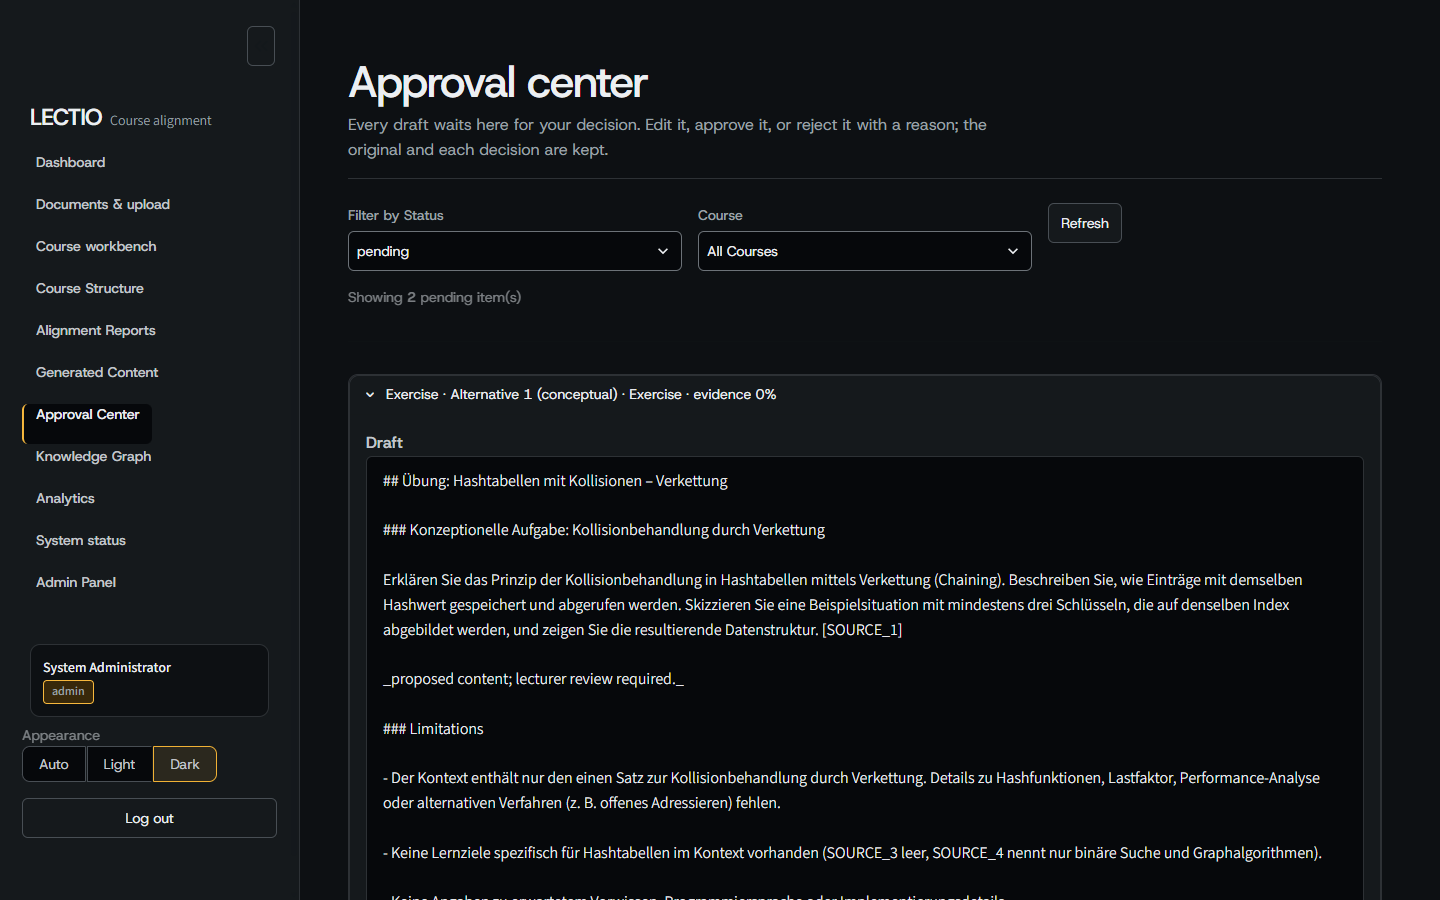 LECTIO Course alignment
Dashboard
Documents & upload
Course workbench
Course Structure
Alignment Reports
Generated Content
Approval Center
Knowledge Graph
Analytics
System status
Admin Panel
System Administrator
admin
Appearance
Auto
Light
Dark
Log out
Approval center
Every draft waits here for your decision. Edit it, approve it, or reject it with a reason; the
original and each decision are kept.
Filter by Status
pending
Course
All Courses
Refresh
Showing 2 pending item(s)
Exercise · Alternative 1 (conceptual) · Exercise · evidence 0%
Draft
## Übung: Hashtabellen mit Kollisionen – Verkettung
### Konzeptionelle Aufgabe: Kollisionbehandlung durch Verkettung
Erklären Sie das Prinzip der Kollisionbehandlung in Hashtabellen mittels Verkettung (Chaining). Beschreiben Sie, wie Einträge mit demselben
Hashwert gespeichert und abgerufen werden. Skizzieren Sie eine Beispielsituation mit mindestens drei Schlüsseln, die auf denselben Index
abgebildet werden, und zeigen Sie die resultierende Datenstruktur. [SOURCE_1]
_proposed content; lecturer review required._
### Limitations
- Der Kontext enthält nur den einen Satz zur Kollisionbehandlung durch Verkettung. Details zu Hashfunktionen, Lastfaktor, Performance-Analyse
oder alternativen Verfahren (z. B. offenes Adressieren) fehlen.
- Keine Lernziele spezifisch für Hashtabellen im Kontext vorhanden (SOURCE_3 leer, SOURCE_4 nennt nur binäre Suche und Graphalgorithmen).